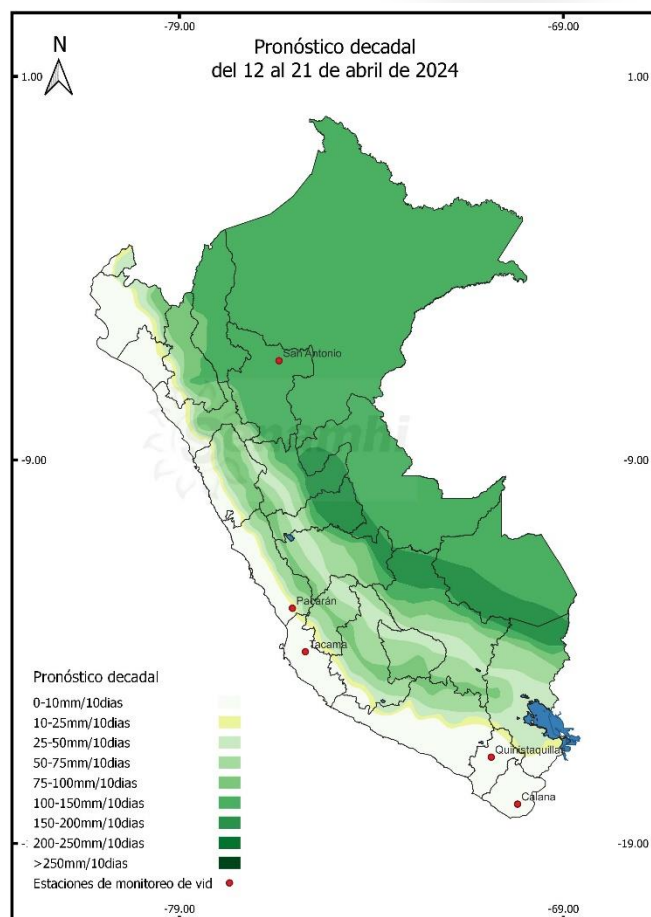 -79.00
-69.00
N
Pronóstico decadal
del 12 al 21 de abril de 2024
1.00
1.00
San Antonio
senamhi
-9.00
-9.00
Pacarán
Tacama
Pronóstico decadal
0-10mm/10dias
10-25mm/10dias
25-50mm/10dias
50-75mm/10dias
75-100mm/10dias
100-150mm/10dias
150-200mm/10dias
200-250mm/10dias
>250mm/10dias
Estaciones de monitoreo de vid
Quinistaquillas
Calana
-19.00
-79.00
-69.00